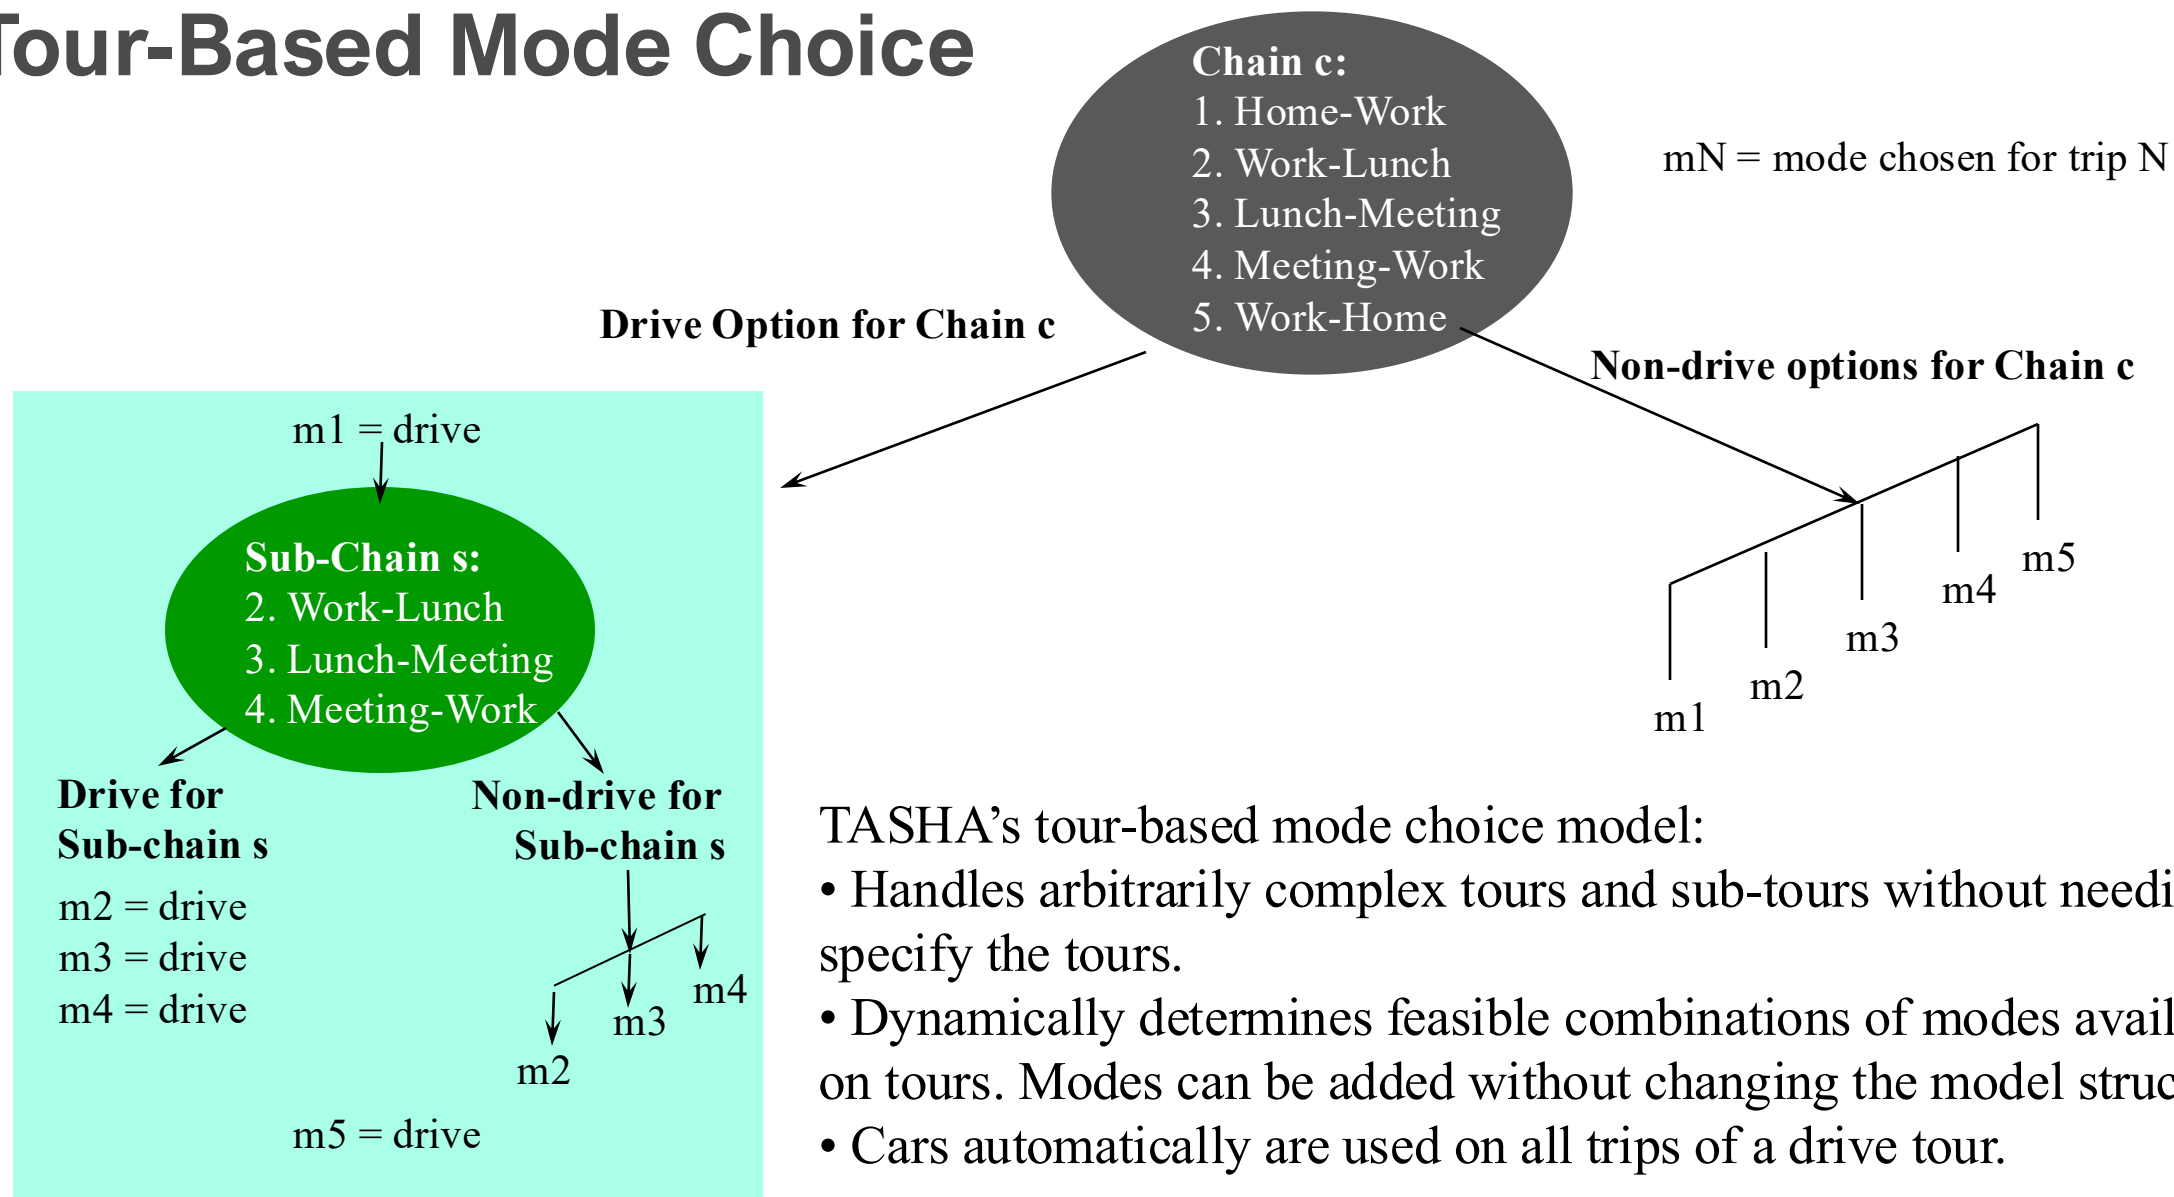 Tour-Based Mode Choice
Chain c:
1. Home-Work
2. Work-Lunch
3. Lunch-Meeting
4. Meeting-Work
5. Work-Home
mN = mode chosen for trip N
Drive Option for Chain c
Non-drive options for Chain c
m1 = drive
Sub-Chain s:
2. Work-Lunch
3. Lunch-Meeting
4. Meeting-Work
Drive for
Sub-chain s
m2 = drive
m3 = drive
m4 = drive
Non-drive for
Sub-chain s
m4
m3
m2
m5 = drive
m5
m4
m3
m2
m1
TASHA’s tour-based mode choice model:
• Handles arbitrarily complex tours and sub-tours without
specify the tours.
• Dynamically determines feasible combinations of modes
on tours. Modes can be added without changing the model
• Cars automatically are used on all trips of a drive tour.